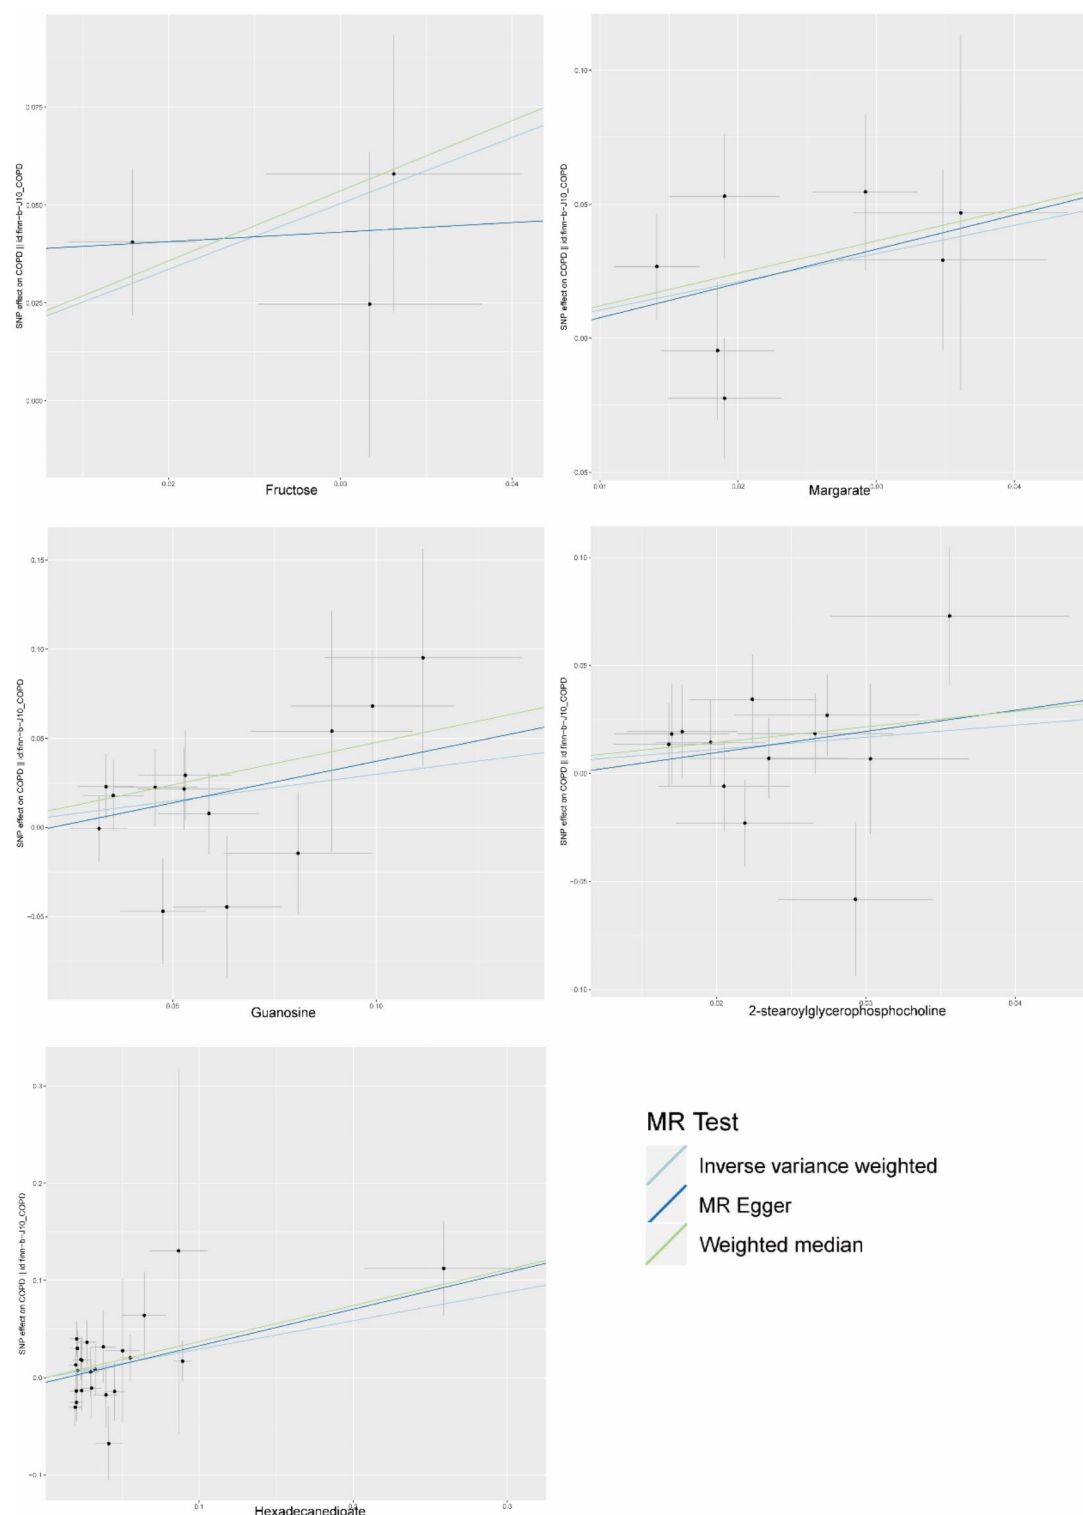 0.075-
0.050-
0.025-
0.000-
SNP effect on COPD || id:finn-b-J10_COPD
0.02
0.03
0.04
Fructose
0.10-
0.05-
0.00-
-0.05-
SNP effect on COPD || id:finn-b-J10_COPD
0.01
0.02
0.03
0.04
Margarate
0.15-
0.10-
0.05-
0.00-
-0.05-
SNP effect on COPD || id:finn-b-J10_COPD
0.05
0.10
Guanosine
0.10-
0.05-
0.00-
-0.05-
-0.10-
SNP effect on COPD || id:finn-b-J10_COPD
0.02
0.03
0.04
2-stearoylglycerophosphocholine
0.3-
0.2-
0.1-
0.0-
-0.1-
SNP effect on COPD || id:finn-b-J10_COPD
0.1
0.3
Hexadecanedioate
MR Test
Inverse variance weighted
MR Egger
Weighted median